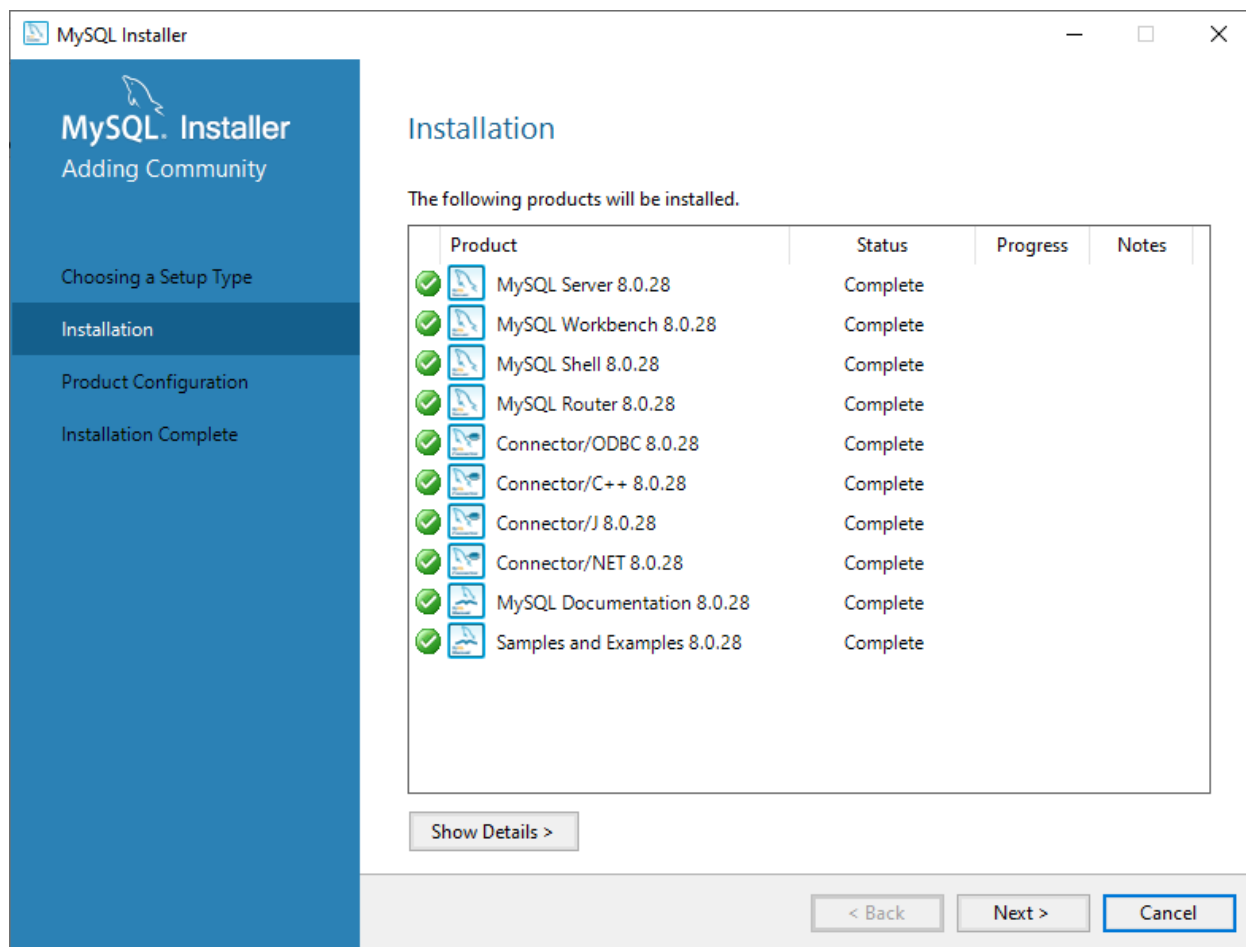 MySQL Installer
MySQL. Installer
Adding Community
Choosing a Setup Type
Installation
Product Configuration
Installation Complete
Installation
The following products will be installed.
Product Status Progress Notes
MySQL Server 8.0.28 Complete
MySQL Workbench 8.0.28 Complete
MySQL Shell 8.0.28 Complete
MySQL Router 8.0.28 Complete
Connector/ODBC 8.0.28 Complete
Connector/C++ 8.0.28 Complete
Connector/J 8.0.28 Complete
Connector/NET 8.0.28 Complete
MySQL Documentation 8.0.28 Complete
Samples and Examples 8.0.28 Complete
Show Details >
< Back Next > Cancel